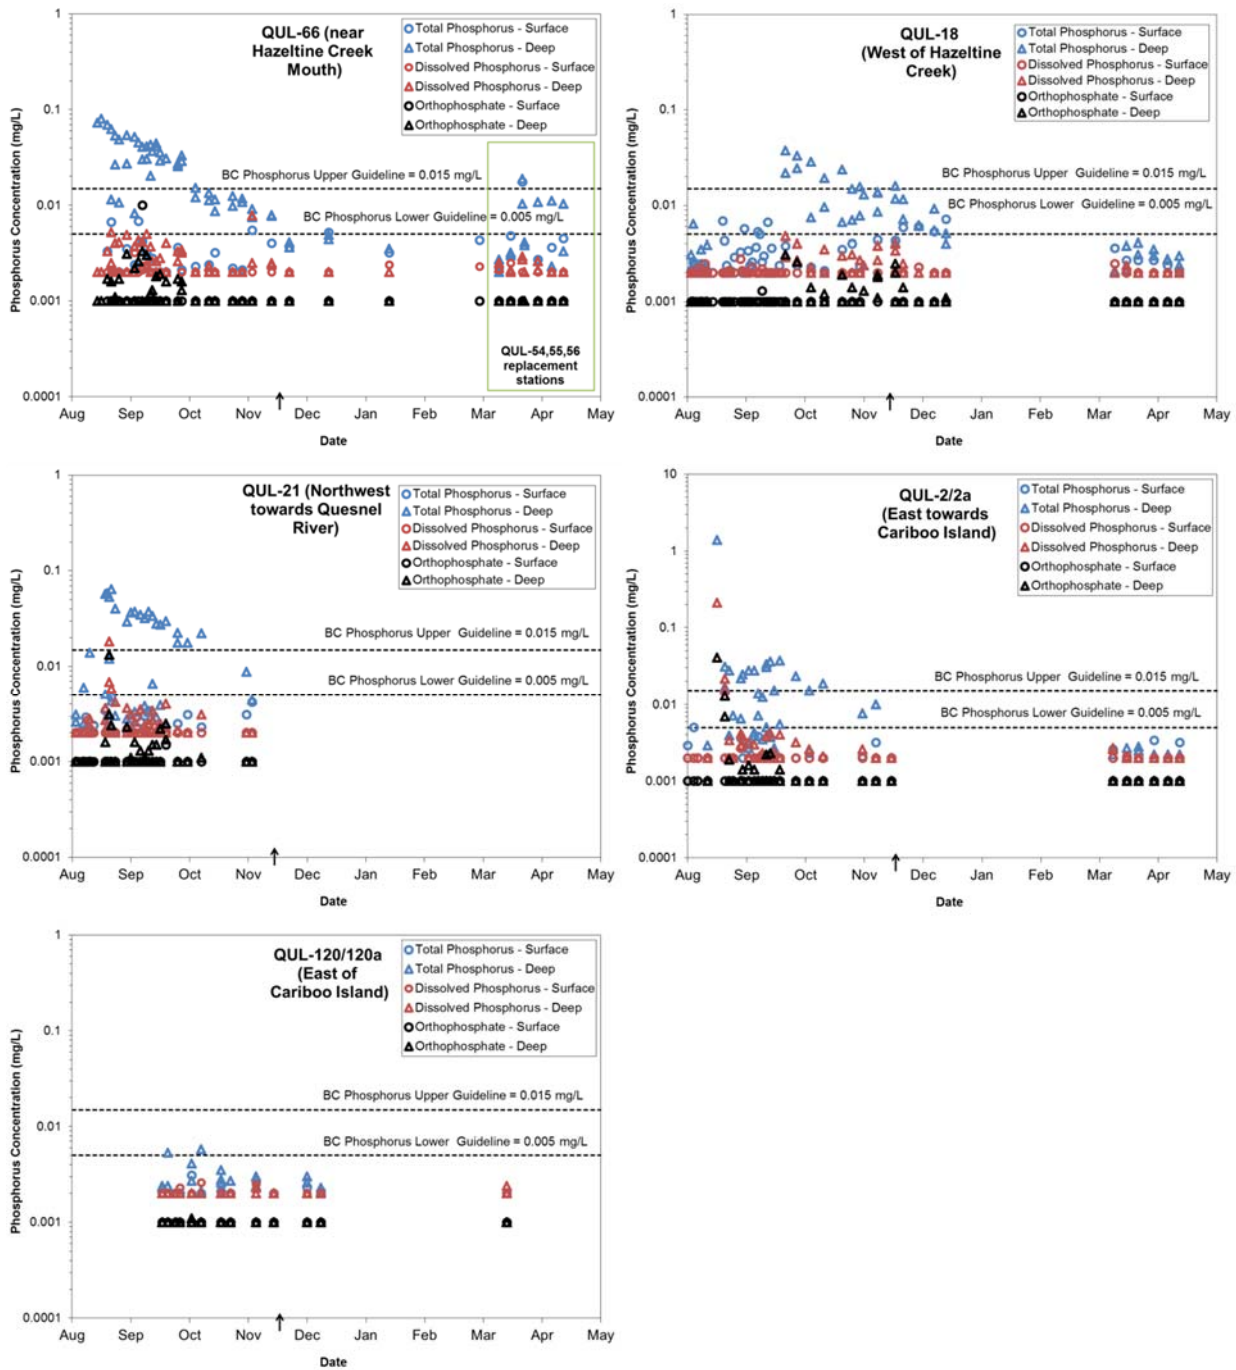 QUL-66 (near
Hazeltine Creek
Mouth)
Total Phosphorus - Surface
Total Phosphorus - Deep
Dissolved Phosphorus - Surface
Dissolved Phosphorus - Deep
Orthophosphate - Surface
Orthophosphate - Deep
Phosphorus Concentration (mg/L)
1
0.1
0.01
0.001
0.0001
BC Phosphorus Upper Guideline = 0.015 mg/L
BC Phosphorus Lower Guideline = 0.005 mg/L
QUL-54,55,56
replacement
stations
Aug Sep Oct Nov Dec Jan Feb Mar Apr May
Date
QUL-18
(West of Hazeltine
Creek)
Total Phosphorus - Surface
Total Phosphorus - Deep
Dissolved Phosphorus - Surface
Dissolved Phosphorus - Deep
Orthophosphate - Surface
Orthophosphate - Deep
Phosphorus Concentration (mg/L)
1
0.1
0.01
0.001
0.0001
BC Phosphorus Upper Guideline = 0.015 mg/L
BC Phosphorus Lower Guideline = 0.005 mg/L
Aug Sep Oct Nov Dec Jan Feb Mar Apr May
Date
QUL-21 (Northwest
towards Quesnel
River)
Total Phosphorus - Surface
Total Phosphorus - Deep
Dissolved Phosphorus - Surface
Dissolved Phosphorus - Deep
Orthophosphate - Surface
Orthophosphate - Deep
Phosphorus Concentration (mg/L)
1
0.1
0.01
0.001
0.0001
BC Phosphorus Upper Guideline = 0.015 mg/L
BC Phosphorus Lower Guideline = 0.005 mg/L
Aug Sep Oct Nov Dec Jan Feb Mar Apr May
Date
QUL-2/2a
(East towards
Cariboo Island)
Total Phosphorus - Surface
Total Phosphorus - Deep
Dissolved Phosphorus - Surface
Dissolved Phosphorus - Deep
Orthophosphate - Surface
Orthophosphate - Deep
Phosphorus Concentration (mg/L)
10
1
0.1
0.01
0.001
0.0001
BC Phosphorus Upper Guideline = 0.015 mg/L
BC Phosphorus Lower Guideline = 0.005 mg/L
Aug Sep Oct Nov Dec Jan Feb Mar Apr May
Date
QUL-120/120a
(East of
Cariboo Island)
Total Phosphorus - Surface
Total Phosphorus - Deep
Dissolved Phosphorus - Surface
Dissolved Phosphorus - Deep
Orthophosphate - Surface
Orthophosphate - Deep
Phosphorus Concentration (mg/L)
1
0.1
0.01
0.001
0.0001
BC Phosphorus Upper Guideline = 0.015 mg/L
BC Phosphorus Lower Guideline = 0.005 mg/L
Aug Sep Oct Nov Dec Jan Feb Mar Apr May
Date